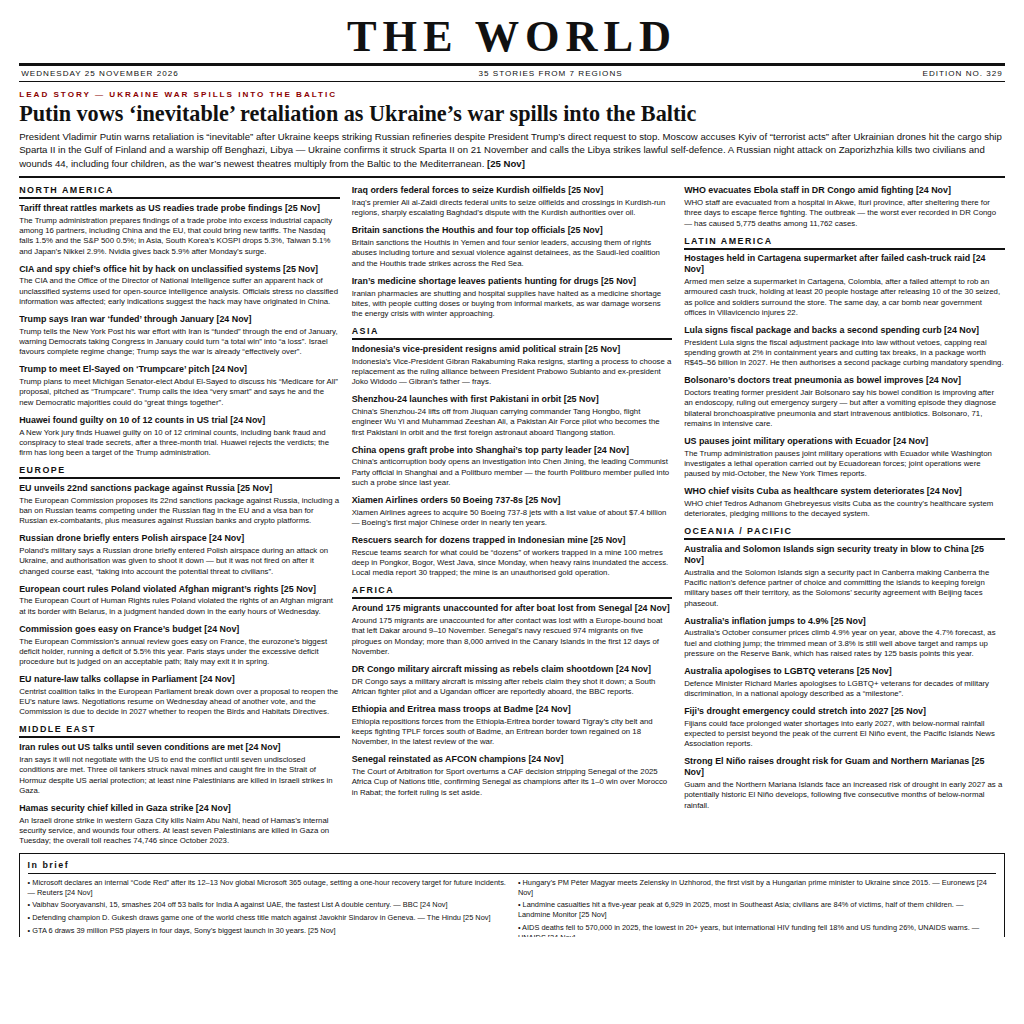 THE WORLD
WEDNESDAY 25 NOVEMBER 2026
35 STORIES FROM 7 REGIONS
EDITION NO. 329
LEAD STORY — UKRAINE WAR SPILLS INTO THE BALTIC
Putin vows ‘inevitable’ retaliation as Ukraine’s war spills into the Baltic
President Vladimir Putin warns retaliation is “inevitable” after Ukraine keeps striking Russian refineries despite President Trump’s direct request to stop. Moscow accuses Kyiv of “terrorist acts” after Ukrainian drones hit the cargo ship
Sparta II in the Gulf of Finland and a warship off Benghazi, Libya — Ukraine confirms it struck Sparta II on 21 November and calls the Libya strikes lawful self-defence. A Russian night attack on Zaporizhzhia kills two civilians and
wounds 44, including four children, as the war’s newest theatres multiply from the Baltic to the Mediterranean. [25 Nov]
NORTH AMERICA
Tariff threat rattles markets as US readies trade probe findings [25 Nov]
The Trump administration prepares findings of a trade probe into excess industrial capacity
among 16 partners, including China and the EU, that could bring new tariffs. The Nasdaq
falls 1.5% and the S&P 500 0.5%; in Asia, South Korea’s KOSPI drops 5.3%, Taiwan 5.1%
and Japan’s Nikkei 2.9%. Nvidia gives back 5.9% after Monday’s surge.
CIA and spy chief’s office hit by hack on unclassified systems [25 Nov]
The CIA and the Office of the Director of National Intelligence suffer an apparent hack of
unclassified systems used for open-source intelligence analysis. Officials stress no classified
information was affected; early indications suggest the hack may have originated in China.
Trump says Iran war ‘funded’ through January [24 Nov]
Trump tells the New York Post his war effort with Iran is “funded” through the end of January,
warning Democrats taking Congress in January could turn “a total win” into “a loss”. Israel
favours complete regime change; Trump says the war is already “effectively over”.
Trump to meet El-Sayed on ‘Trumpcare’ pitch [24 Nov]
Trump plans to meet Michigan Senator-elect Abdul El-Sayed to discuss his “Medicare for All”
proposal, pitched as “Trumpcare”. Trump calls the idea “very smart” and says he and the
new Democratic majorities could do “great things together”.
Huawei found guilty on 10 of 12 counts in US trial [24 Nov]
A New York jury finds Huawei guilty on 10 of 12 criminal counts, including bank fraud and
conspiracy to steal trade secrets, after a three-month trial. Huawei rejects the verdicts; the
firm has long been a target of the Trump administration.
EUROPE
EU unveils 22nd sanctions package against Russia [25 Nov]
The European Commission proposes its 22nd sanctions package against Russia, including a
ban on Russian teams competing under the Russian flag in the EU and a visa ban for
Russian ex-combatants, plus measures against Russian banks and crypto platforms.
Russian drone briefly enters Polish airspace [24 Nov]
Poland’s military says a Russian drone briefly entered Polish airspace during an attack on
Ukraine, and authorisation was given to shoot it down — but it was not fired on after it
changed course east, “taking into account the potential threat to civilians”.
European court rules Poland violated Afghan migrant’s rights [25 Nov]
The European Court of Human Rights rules Poland violated the rights of an Afghan migrant
at its border with Belarus, in a judgment handed down in the early hours of Wednesday.
Commission goes easy on France’s budget [24 Nov]
The European Commission’s annual review goes easy on France, the eurozone’s biggest
deficit holder, running a deficit of 5.5% this year. Paris stays under the excessive deficit
procedure but is judged on an acceptable path; Italy may exit it in spring.
EU nature-law talks collapse in Parliament [24 Nov]
Centrist coalition talks in the European Parliament break down over a proposal to reopen the
EU’s nature laws. Negotiations resume on Wednesday ahead of another vote, and the
Commission is due to decide in 2027 whether to reopen the Birds and Habitats Directives.
MIDDLE EAST
Iran rules out US talks until seven conditions are met [24 Nov]
Iran says it will not negotiate with the US to end the conflict until seven undisclosed
conditions are met. Three oil tankers struck naval mines and caught fire in the Strait of
Hormuz despite US aerial protection; at least nine Palestinians are killed in Israeli strikes in
Gaza.
Hamas security chief killed in Gaza strike [24 Nov]
An Israeli drone strike in western Gaza City kills Naim Abu Nahl, head of Hamas’s internal
security service, and wounds four others. At least seven Palestinians are killed in Gaza on
Tuesday; the overall toll reaches 74,746 since October 2023.
Iraq orders federal forces to seize Kurdish oilfields [25 Nov]
Iraq’s premier Ali al-Zaidi directs federal units to seize oilfields and crossings in Kurdish-run
regions, sharply escalating Baghdad’s dispute with the Kurdish authorities over oil.
Britain sanctions the Houthis and four top officials [25 Nov]
Britain sanctions the Houthis in Yemen and four senior leaders, accusing them of rights
abuses including torture and sexual violence against detainees, as the Saudi-led coalition
and the Houthis trade strikes across the Red Sea.
Iran’s medicine shortage leaves patients hunting for drugs [25 Nov]
Iranian pharmacies are shutting and hospital supplies have halted as a medicine shortage
bites, with people cutting doses or buying from informal markets, as war damage worsens
the energy crisis with winter approaching.
ASIA
Indonesia’s vice-president resigns amid political strain [25 Nov]
Indonesia’s Vice-President Gibran Rakabuming Raka resigns, starting a process to choose a
replacement as the ruling alliance between President Prabowo Subianto and ex-president
Joko Widodo — Gibran’s father — frays.
Shenzhou-24 launches with first Pakistani in orbit [25 Nov]
China’s Shenzhou-24 lifts off from Jiuquan carrying commander Tang Hongbo, flight
engineer Wu Yi and Muhammad Zeeshan Ali, a Pakistan Air Force pilot who becomes the
first Pakistani in orbit and the first foreign astronaut aboard Tiangong station.
China opens graft probe into Shanghai’s top party leader [24 Nov]
China’s anticorruption body opens an investigation into Chen Jining, the leading Communist
Party official in Shanghai and a Politburo member — the fourth Politburo member pulled into
such a probe since last year.
Xiamen Airlines orders 50 Boeing 737-8s [25 Nov]
Xiamen Airlines agrees to acquire 50 Boeing 737-8 jets with a list value of about $7.4 billion
— Boeing’s first major Chinese order in nearly ten years.
Rescuers search for dozens trapped in Indonesian mine [25 Nov]
Rescue teams search for what could be “dozens” of workers trapped in a mine 100 metres
deep in Pongkor, Bogor, West Java, since Monday, when heavy rains inundated the access.
Local media report 30 trapped; the mine is an unauthorised gold operation.
AFRICA
Around 175 migrants unaccounted for after boat lost from Senegal [24 Nov]
Around 175 migrants are unaccounted for after contact was lost with a Europe-bound boat
that left Dakar around 9–10 November. Senegal’s navy rescued 974 migrants on five
pirogues on Monday; more than 8,000 arrived in the Canary Islands in the first 12 days of
November.
DR Congo military aircraft missing as rebels claim shootdown [24 Nov]
DR Congo says a military aircraft is missing after rebels claim they shot it down; a South
African fighter pilot and a Ugandan officer are reportedly aboard, the BBC reports.
Ethiopia and Eritrea mass troops at Badme [24 Nov]
Ethiopia repositions forces from the Ethiopia-Eritrea border toward Tigray’s city belt and
keeps fighting TPLF forces south of Badme, an Eritrean border town regained on 18
November, in the latest review of the war.
Senegal reinstated as AFCON champions [24 Nov]
The Court of Arbitration for Sport overturns a CAF decision stripping Senegal of the 2025
Africa Cup of Nations title, confirming Senegal as champions after its 1–0 win over Morocco
in Rabat; the forfeit ruling is set aside.
WHO evacuates Ebola staff in DR Congo amid fighting [24 Nov]
WHO staff are evacuated from a hospital in Akwe, Ituri province, after sheltering there for
three days to escape fierce fighting. The outbreak — the worst ever recorded in DR Congo
— has caused 5,775 deaths among 11,762 cases.
LATIN AMERICA
Hostages held in Cartagena supermarket after failed cash-truck raid [24
Nov]
Armed men seize a supermarket in Cartagena, Colombia, after a failed attempt to rob an
armoured cash truck, holding at least 20 people hostage after releasing 10 of the 30 seized,
as police and soldiers surround the store. The same day, a car bomb near government
offices in Villavicencio injures 22.
Lula signs fiscal package and backs a second spending curb [24 Nov]
President Lula signs the fiscal adjustment package into law without vetoes, capping real
spending growth at 2% in containment years and cutting tax breaks, in a package worth
R$45–56 billion in 2027. He then authorises a second package curbing mandatory spending.
Bolsonaro’s doctors treat pneumonia as bowel improves [24 Nov]
Doctors treating former president Jair Bolsonaro say his bowel condition is improving after
an endoscopy, ruling out emergency surgery — but after a vomiting episode they diagnose
bilateral bronchoaspirative pneumonia and start intravenous antibiotics. Bolsonaro, 71,
remains in intensive care.
US pauses joint military operations with Ecuador [24 Nov]
The Trump administration pauses joint military operations with Ecuador while Washington
investigates a lethal operation carried out by Ecuadorean forces; joint operations were
paused by mid-October, the New York Times reports.
WHO chief visits Cuba as healthcare system deteriorates [24 Nov]
WHO chief Tedros Adhanom Ghebreyesus visits Cuba as the country’s healthcare system
deteriorates, pledging millions to the decayed system.
OCEANIA / PACIFIC
Australia and Solomon Islands sign security treaty in blow to China [25
Nov]
Australia and the Solomon Islands sign a security pact in Canberra making Canberra the
Pacific nation’s defence partner of choice and committing the islands to keeping foreign
military bases off their territory, as the Solomons’ security agreement with Beijing faces
phaseout.
Australia’s inflation jumps to 4.9% [25 Nov]
Australia’s October consumer prices climb 4.9% year on year, above the 4.7% forecast, as
fuel and clothing jump; the trimmed mean of 3.8% is still well above target and ramps up
pressure on the Reserve Bank, which has raised rates by 125 basis points this year.
Australia apologises to LGBTQ veterans [25 Nov]
Defence Minister Richard Marles apologises to LGBTQ+ veterans for decades of military
discrimination, in a national apology described as a “milestone”.
Fiji’s drought emergency could stretch into 2027 [25 Nov]
Fijians could face prolonged water shortages into early 2027, with below-normal rainfall
expected to persist beyond the peak of the current El Niño event, the Pacific Islands News
Association reports.
Strong El Niño raises drought risk for Guam and Northern Marianas [25
Nov]
Guam and the Northern Mariana Islands face an increased risk of drought in early 2027 as a
potentially historic El Niño develops, following five consecutive months of below-normal
rainfall.
In brief
• Microsoft declares an internal “Code Red” after its 12–13 Nov global Microsoft 365 outage, setting a one-hour recovery target for future incidents.
— Reuters [24 Nov]
• Vaibhav Sooryavanshi, 15, smashes 204 off 53 balls for India A against UAE, the fastest List A double century. — BBC [24 Nov]
• Defending champion D. Gukesh draws game one of the world chess title match against Javokhir Sindarov in Geneva. — The Hindu [25 Nov]
• GTA 6 draws 39 million PS5 players in four days, Sony’s biggest launch in 30 years. [25 Nov]
• Hungary’s PM Péter Magyar meets Zelensky in Uzhhorod, the first visit by a Hungarian prime minister to Ukraine since 2015. — Euronews [24
Nov]
• Landmine casualties hit a five-year peak at 6,929 in 2025, most in Southeast Asia; civilians are 84% of victims, half of them children. —
Landmine Monitor [25 Nov]
• AIDS deaths fell to 570,000 in 2025, the lowest in 20+ years, but international HIV funding fell 18% and US funding 26%, UNAIDS warns. —